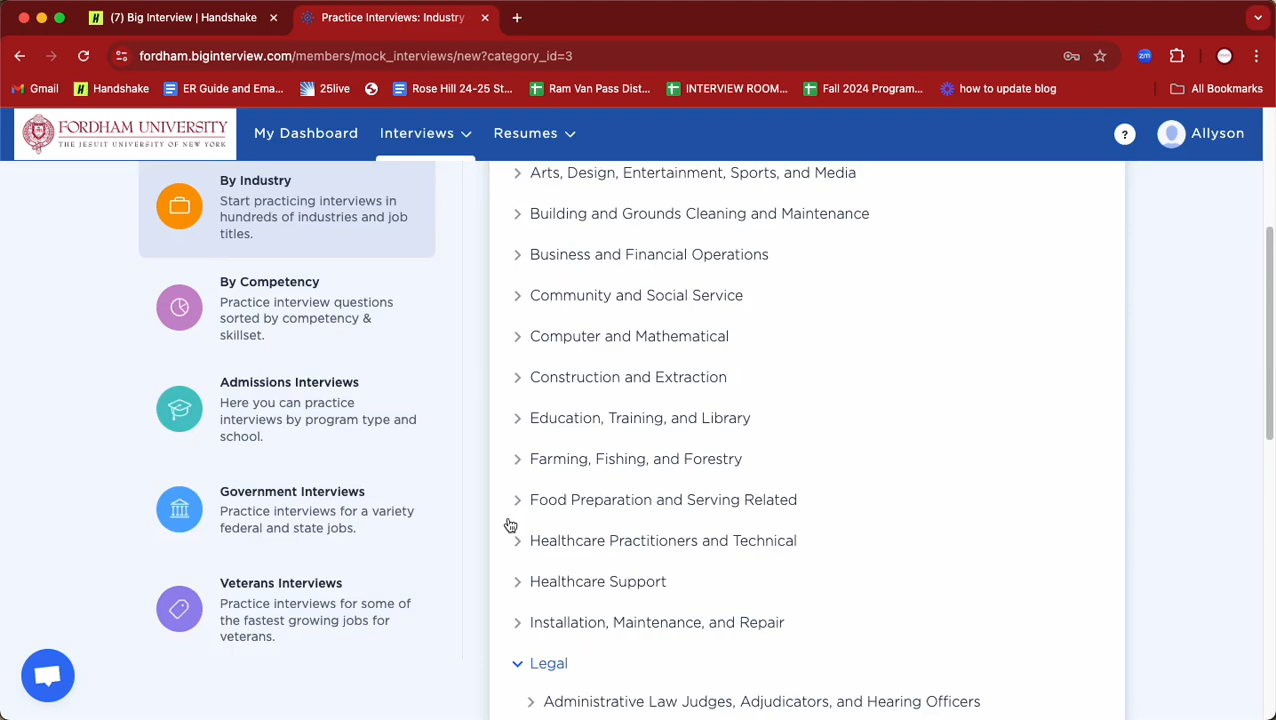 (7) Big Interview | Handshake
Practice Interviews: Industry
fordham.biginterview.com/members/mock_interviews/new?category_id=3
zm
Gmail
Handshake
ER Guide and Ema...
25live
Rose Hill 24-25 St...
Ram Van Pass Dist...
INTERVIEW ROOM...
Fall 2024 Program...
how to update blog
All Bookmarks
FORDHAM UNIVERSITY
THE JESUIT UNIVERSITY OF NEW YORK
My Dashboard
Interviews
Resumes
?
Allyson
By Industry
Start practicing interviews in
hundreds of industries and job
titles.
By Competency
Practice interview questions
sorted by competency &
skillset.
Admissions Interviews
Here you can practice
interviews by program type and
school.
Government Interviews
Practice interviews for a variety
federal and state jobs.
Veterans Interviews
Practice interviews for some of
the fastest growing jobs for
veterans.
Arts, Design, Entertainment, Sports, and Media
Building and Grounds Cleaning and Maintenance
Business and Financial Operations
Community and Social Service
Computer and Mathematical
Construction and Extraction
Education, Training, and Library
Farming, Fishing, and Forestry
Food Preparation and Serving Related
Healthcare Practitioners and Technical
Healthcare Support
Installation, Maintenance, and Repair
Legal
Administrative Law Judges, Adjudicators, and Hearing Officers